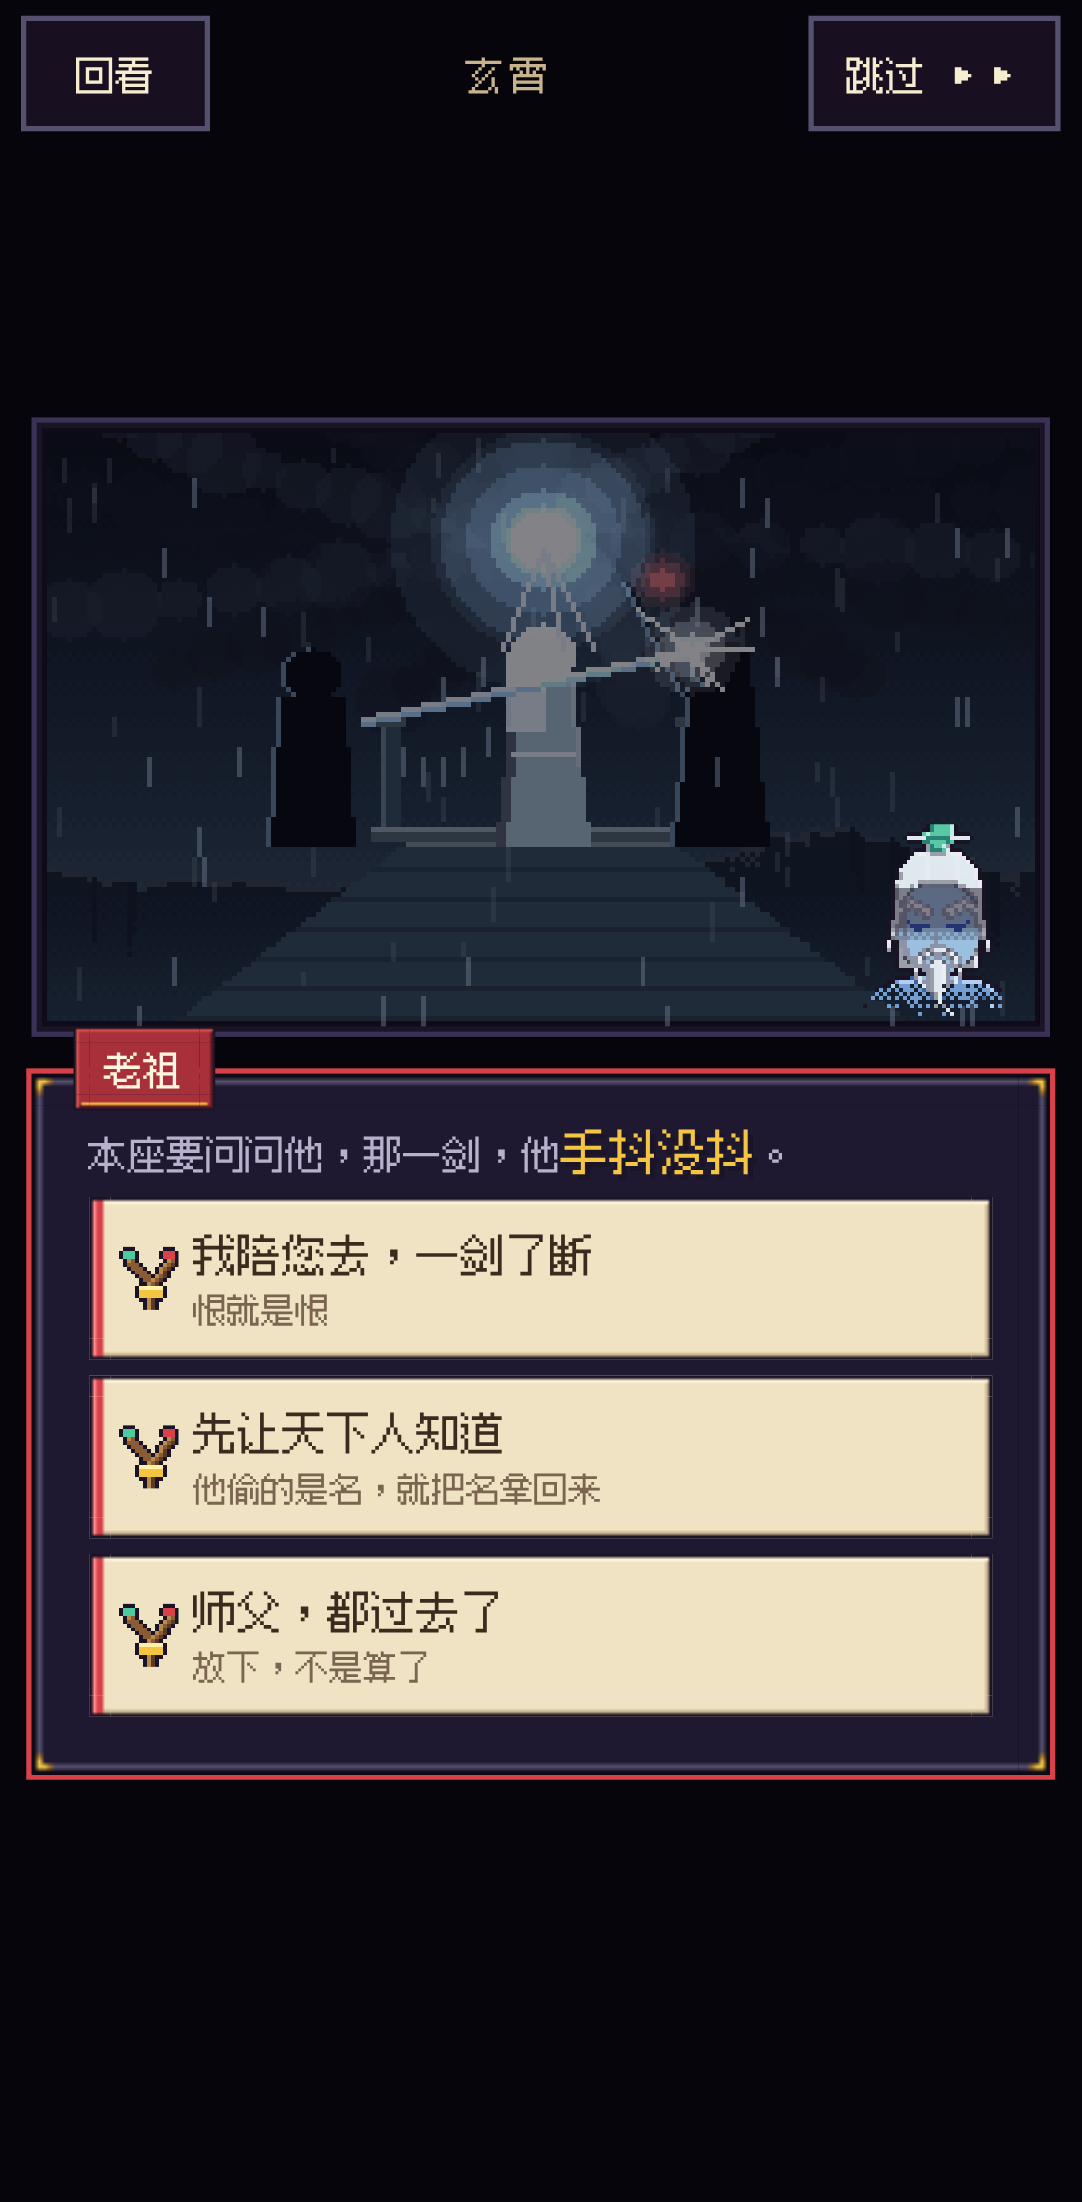 回看
玄霄
跳过 ▶ ▶
老祖
本座要问问他，那一剑，他手抖没抖。
我陪您去，一剑了断
恨就是恨
先让天下人知道
他偷的是名，就把名拿回来
师父，都过去了
放下，不是算了